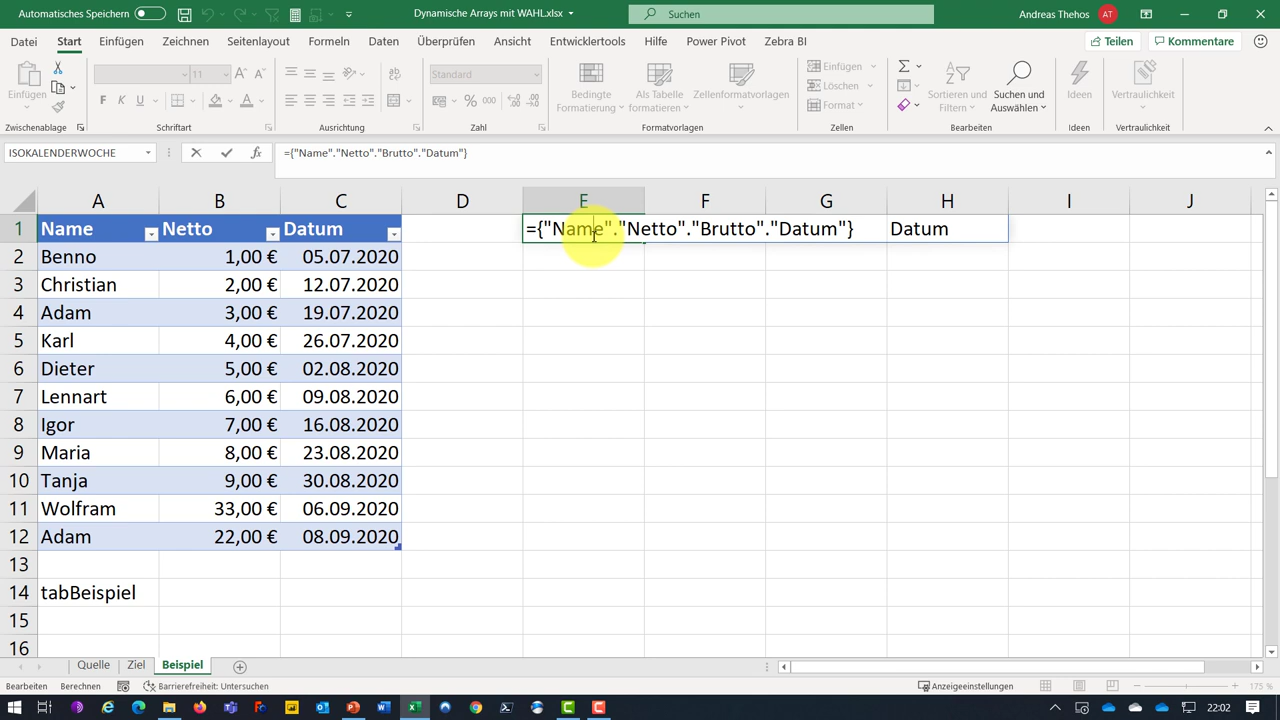 Automatisches Speichern
Dynamische Arrays mit WAHL.xlsx
Suchen
Andreas Thehos
AT
Datei Start Einfügen Zeichnen Seitenlayout Formeln Daten Überprüfen Ansicht Entwicklertools Hilfe Power Pivot Zebra BI
Teilen Kommentare
Einfügen
11
F K U
Standard
Bedingte Formatierung
Als Tabelle formatieren
Zellenformatvorlagen
Einfügen
Löschen
Format
Sortieren und Filtern
Suchen und Auswählen
Ideen
Vertraulichkeit
Zwischenablage Schriftart Ausrichtung Zahl Formatvorlagen Zellen Bearbeiten Ideen Vertraulichkeit
ISOKALENDERWOCHE
={"Name"."Netto"."Brutto"."Datum"}
A B C D E F G H I J
1 Name Netto Datum ={"Name"."Netto"."Brutto"."Datum"} Datum
2 Benno 1,00 € 05.07.2020
3 Christian 2,00 € 12.07.2020
4 Adam 3,00 € 19.07.2020
5 Karl 4,00 € 26.07.2020
6 Dieter 5,00 € 02.08.2020
7 Lennart 6,00 € 09.08.2020
8 Igor 7,00 € 16.08.2020
9 Maria 8,00 € 23.08.2020
10 Tanja 9,00 € 30.08.2020
11 Wolfram 33,00 € 06.09.2020
12 Adam 22,00 € 08.09.2020
13
14 tabBeispiel
15
16
Quelle Ziel Beispiel
Bearbeiten Berechnen Barrierefreiheit: Untersuchen
Anzeigeeinstellungen
175 %
22:02